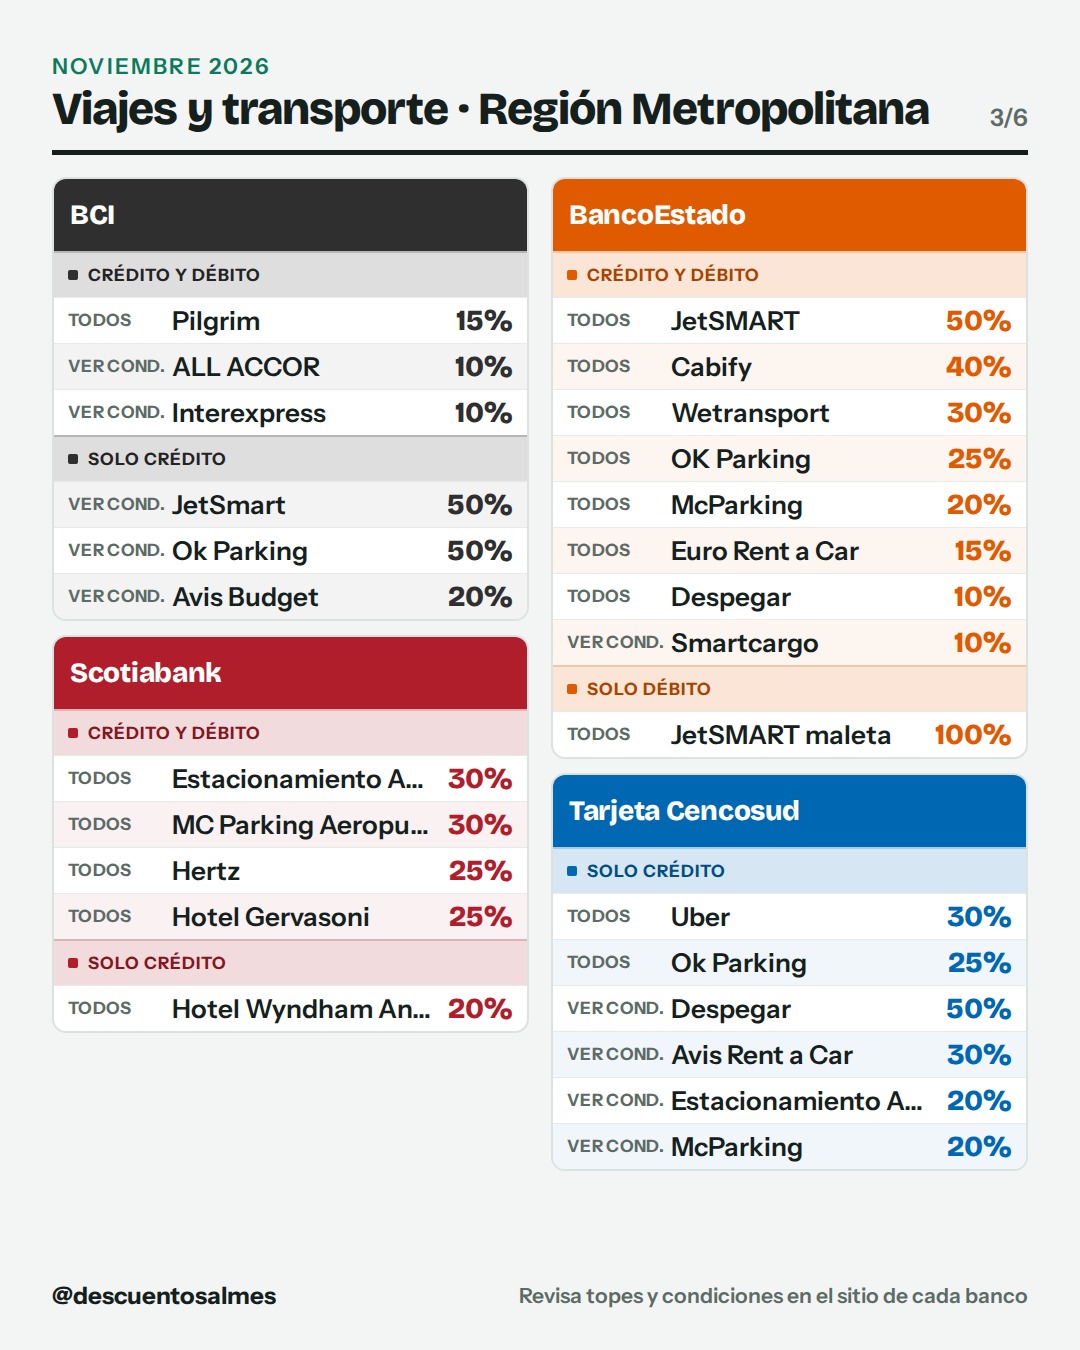 NOVIEMBRE 2026
Viajes y transporte · Región Metropolitana
3/6
BCI
CRÉDITO Y DÉBITO
TODOS Pilgrim 15%
VER COND. ALL ACCOR 10%
VER COND. Interexpress 10%
SOLO CRÉDITO
VER COND. JetSmart 50%
VER COND. Ok Parking 50%
VER COND. Avis Budget 20%
Scotiabank
CRÉDITO Y DÉBITO
TODOS Estacionamiento A... 30%
TODOS MC Parking Aeropu... 30%
TODOS Hertz 25%
TODOS Hotel Gervasoni 25%
SOLO CRÉDITO
TODOS Hotel Wyndham An... 20%
BancoEstado
CRÉDITO Y DÉBITO
TODOS JetSMART 50%
TODOS Cabify 40%
TODOS Wetransport 30%
TODOS OK Parking 25%
TODOS McParking 20%
TODOS Euro Rent a Car 15%
TODOS Despegar 10%
VER COND. Smartcargo 10%
SOLO DÉBITO
TODOS JetSMART maleta 100%
Tarjeta Cencosud
SOLO CRÉDITO
TODOS Uber 30%
TODOS Ok Parking 25%
VER COND. Despegar 50%
VER COND. Avis Rent a Car 30%
VER COND. Estacionamiento A... 20%
VER COND. McParking 20%
@descuentosalmes
Revisa topes y condiciones en el sitio de cada banco